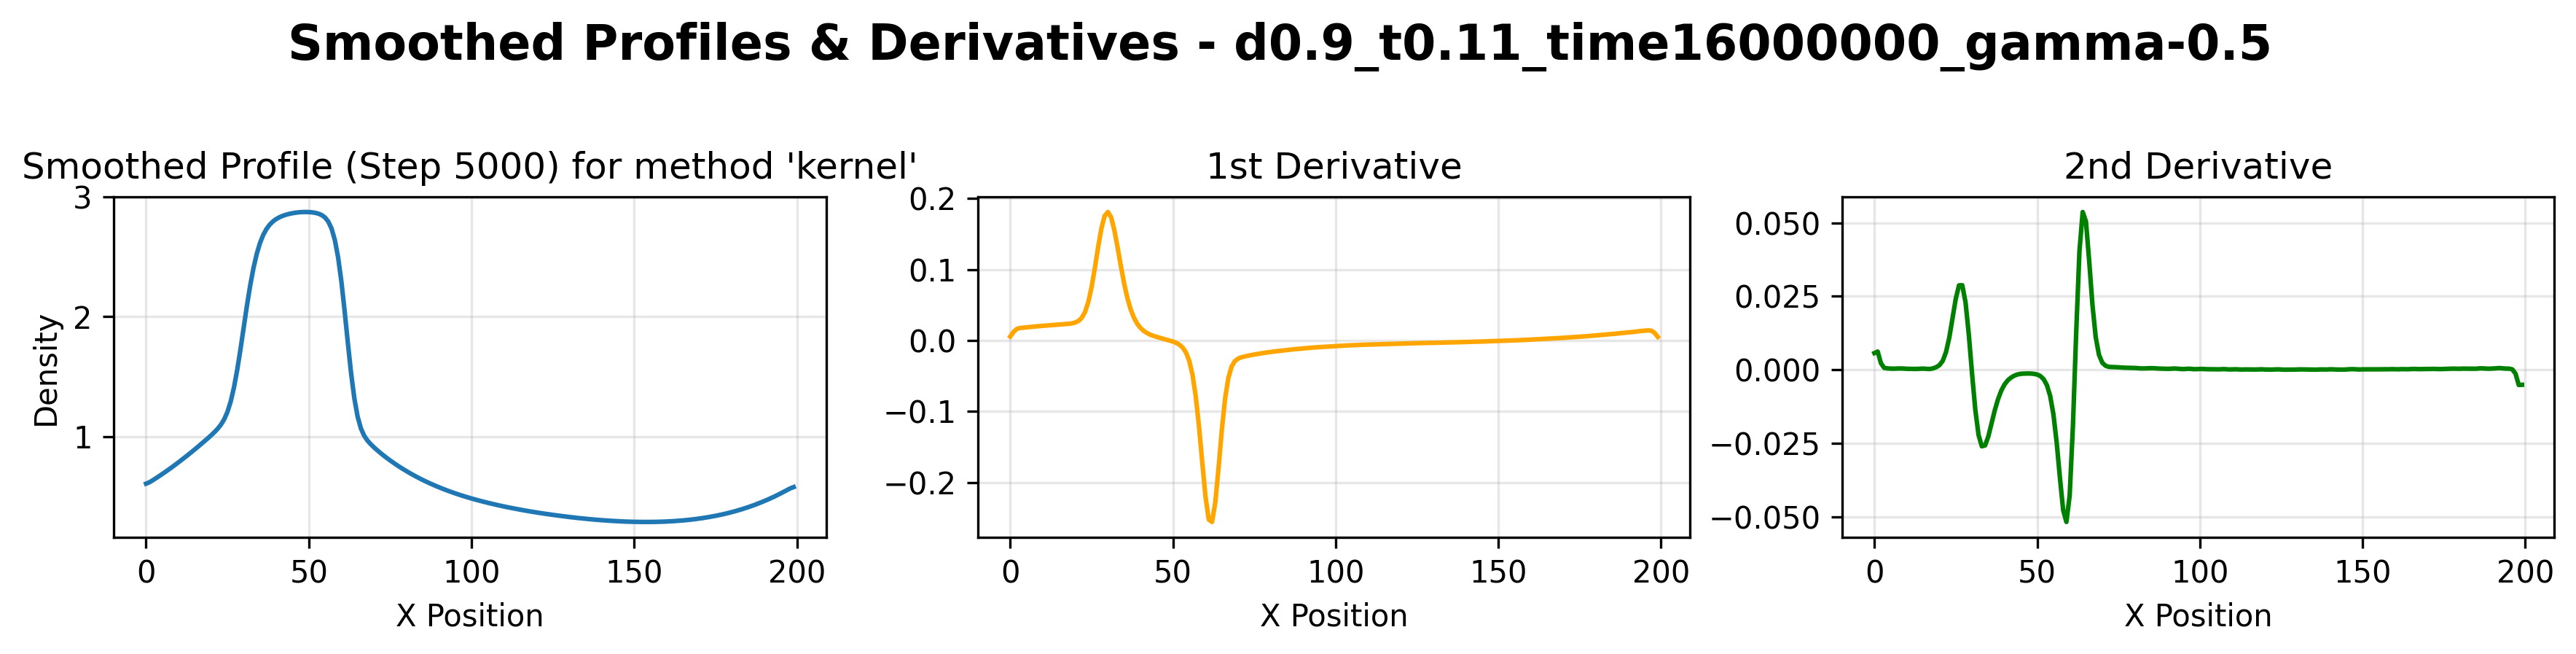 Smoothed Profiles & Derivatives - d0.9_t0.11_time16000000_gamma-0.5
Smoothed Profile (Step 5000) for method 'kernel'
3
2
1
Density
0 50 100 150 200
X Position
1st Derivative
0.2
0.1
0.0
−0.1
−0.2
0 50 100 150 200
X Position
2nd Derivative
0.050
0.025
0.000
−0.025
−0.050
0 50 100 150 200
X Position